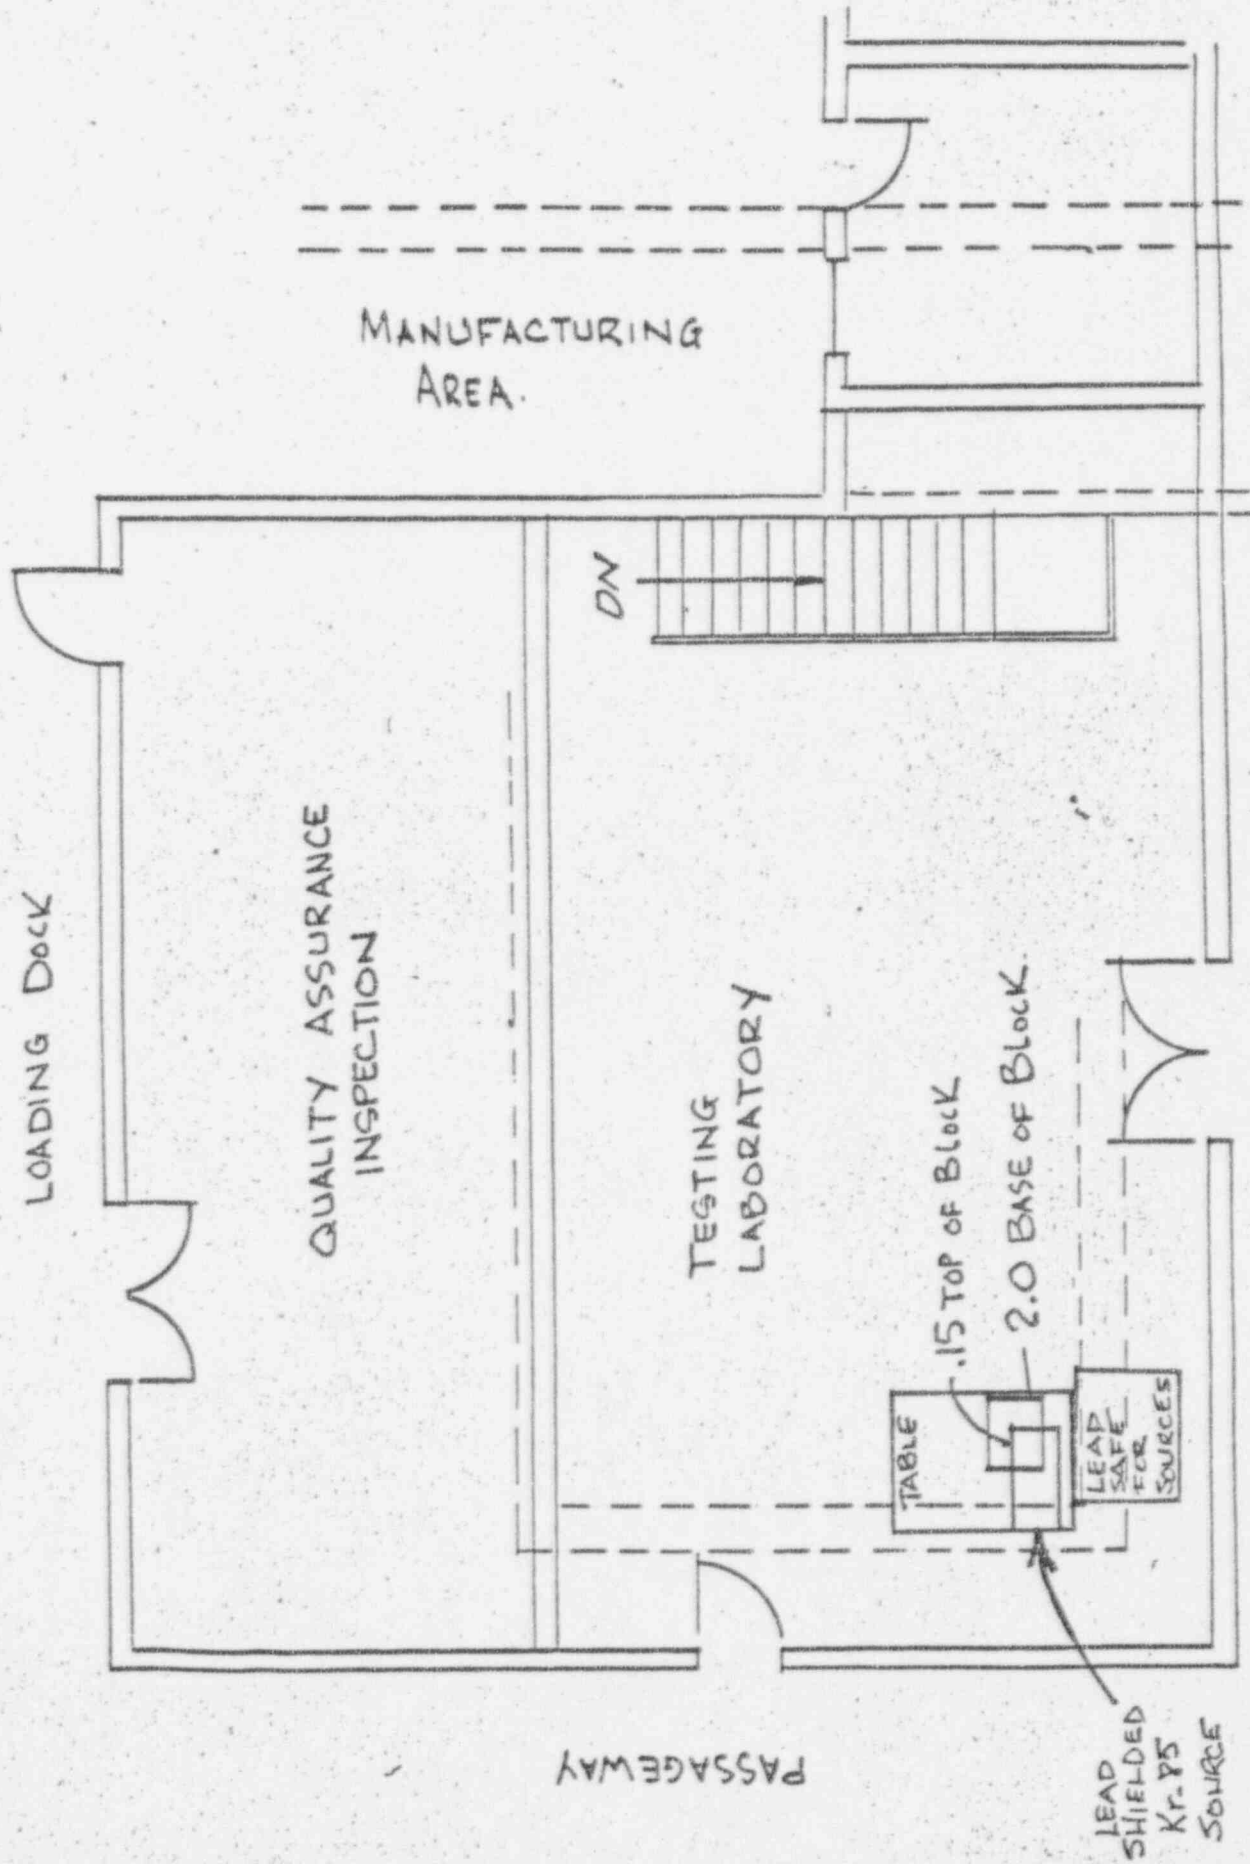 LOADING DOCK
QUALITY ASSURANCE
INSPECTION
MANUFACTURING
AREA.
DN
TESTING
LABORATORY
.15 TOP OF BLOCK
2.0 BASE OF BLOCK.
TABLE
LEAD
SAFE
FOR
SOURCES
PASSAGEWAY
LEAD
SHIELDED
Kr-85
SOURCE